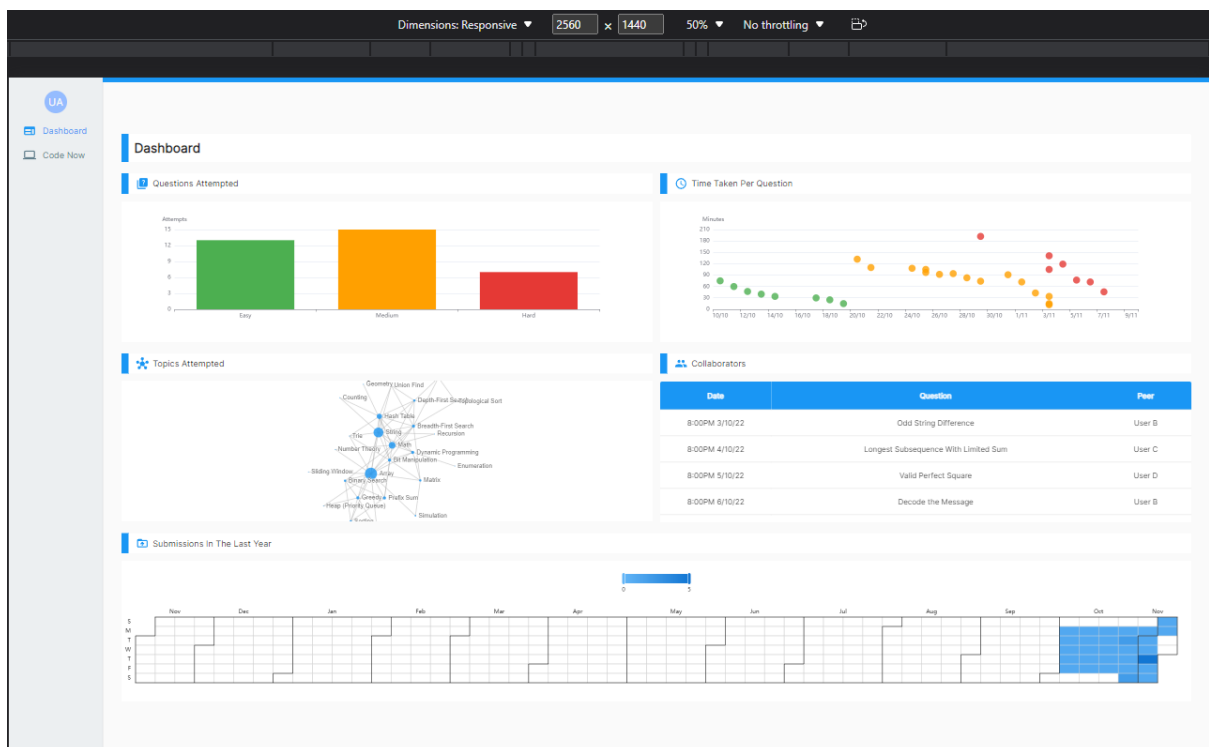 Dimensions: Responsive ▼ 2560 × 1440 50% ▼ No throttling ▼
UA
Dashboard
Code Now
Dashboard
Questions Attempted
Attempts
15
12
9
6
3
0
Easy Medium Hard
Time Taken Per Question
Minutes
210
190
150
120
90
60
30
0
10/10 12/10 14/10 16/10 18/10 20/10 22/10 24/10 26/10 28/10 30/10 1/11 3/11 5/11 7/11 9/11
Topics Attempted
Geometry Union Find
Counting
Depth-First Search Topological Sort
Hash Table
String
Breadth-First Search
Trie
Recursion
Math
Number Theory
Dynamic Programming
Bit Manipulation
Enumeration
Sliding Window
Array
Binary Search
Matrix
Greedy Prefix Sum
Heap (Priority Queue)
Simulation
Collaborators
Date Question Peer
8:00PM 3/10/22 Odd String Difference User B
8:00PM 4/10/22 Longest Subsequence With Limited Sum User C
8:00PM 5/10/22 Valid Perfect Square User D
8:00PM 6/10/22 Decode the Message User B
Submissions In The Last Year
0 5
Nov Dec Jan Feb Mar Apr May Jun Jul Aug Sep Oct Nov
S
M
T
W
T
F
S